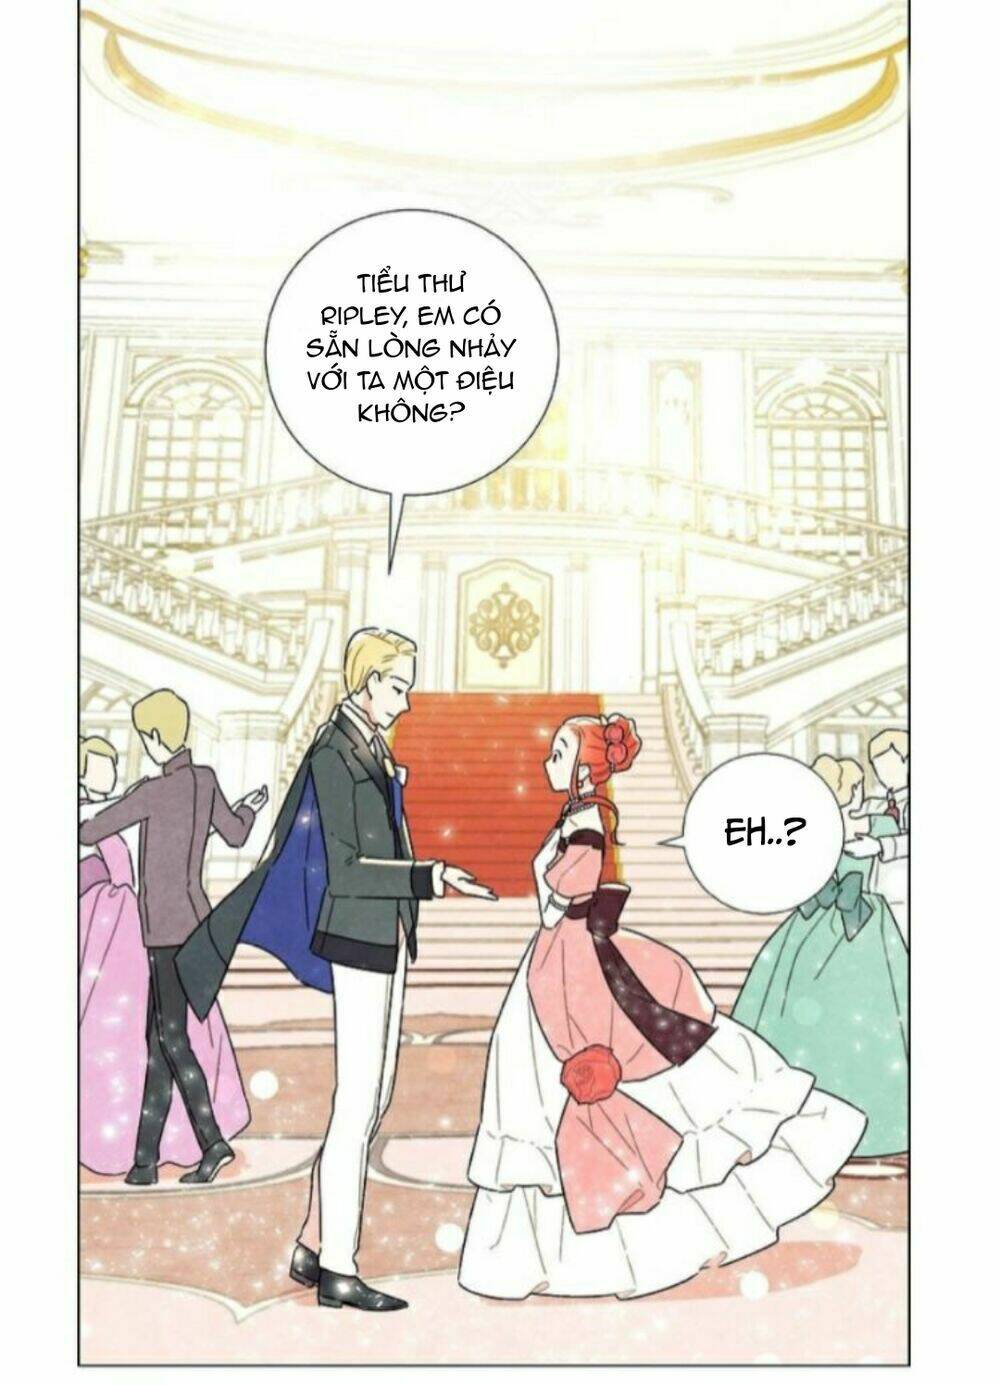 TIỂU THƯ
RIPLEY, EM CÓ
SẴN LÒNG NHẢY
VỚI TA MỘT ĐIỆU
KHÔNG?
EH..?